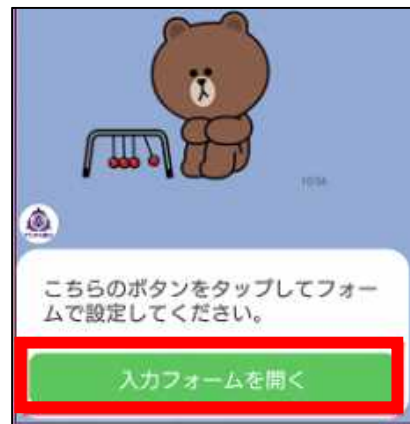 こちらのボタンをタップしてフォー
ムで設定してください。
入力フォームを開く